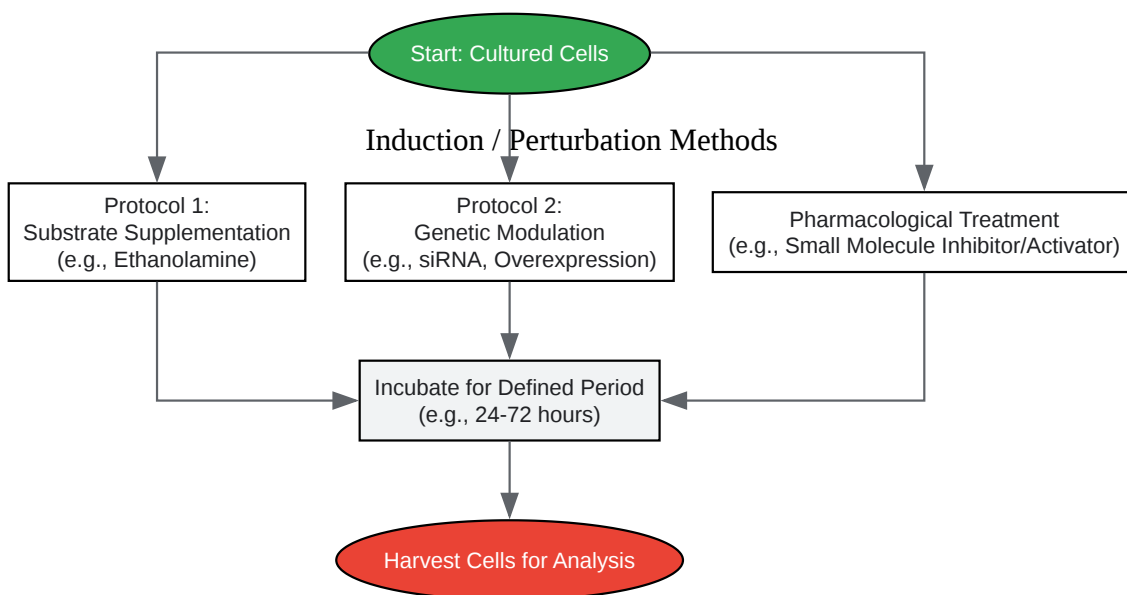 Start: Cultured Cells
Induction / Perturbation Methods
Protocol 1:
Substrate Supplementation
(e.g., Ethanolamine)
Protocol 2:
Genetic Modulation
(e.g., siRNA, Overexpression)
Pharmacological Treatment
(e.g., Small Molecule Inhibitor/Activator)
Incubate for Defined Period
(e.g., 24-72 hours)
Harvest Cells for Analysis